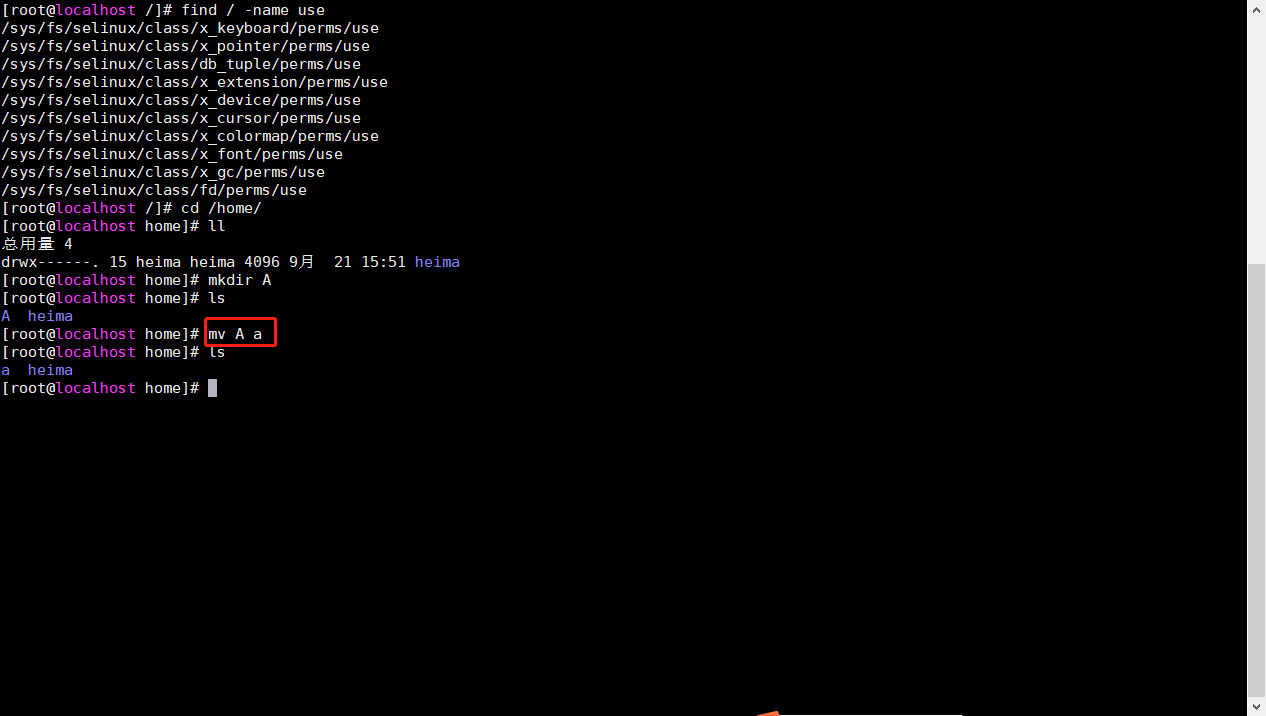 [root@localhost /]# find / -name use
/sys/fs/selinux/class/x_keyboard/perms/use
/sys/fs/selinux/class/x_pointer/perms/use
/sys/fs/selinux/class/db_tuple/perms/use
/sys/fs/selinux/class/x_extension/perms/use
/sys/fs/selinux/class/x_device/perms/use
/sys/fs/selinux/class/x_cursor/perms/use
/sys/fs/selinux/class/x_colormap/perms/use
/sys/fs/selinux/class/x_font/perms/use
/sys/fs/selinux/class/x_gc/perms/use
/sys/fs/selinux/class/fd/perms/use
[root@localhost /]# cd /home/
[root@localhost home]# ll
总用量 4
drwx------. 15 heima heima 4096 9月  21 15:51 heima
[root@localhost home]# mkdir A
[root@localhost home]# ls
A  heima
[root@localhost home]# mv A a
[root@localhost home]# ls
a  heima
[root@localhost home]#